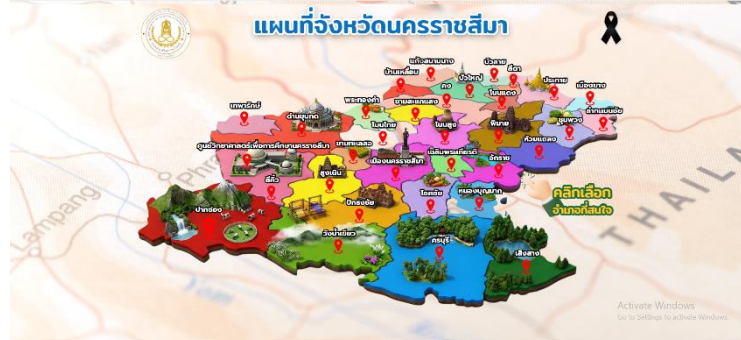 แผนที่จังหวัดนครราชสีมา
แก้งสนามนาง
บัวลาย
สีดา
บ้านเหลื่อม
คง
บัวใหญ่
ประทาย
เมืองยาง
เทพารักษ์
ด่านขุนทด
พระทองคำ
ขามสะแกแสง
โนนแดง
ลำทะเมนชัย
โนนไทย
โนนสูง
พิมาย
ชุมพวง
ห้วยแถลง
ศูนย์วิทยาศาสตร์เพื่อการศึกษานครราชสีมา
ขามทะเลสอ
เมืองนครราชสีมา
เฉลิมพระเกียรติ
จักราช
สีคิ้ว
สูงเนิน
โชคชัย
หนองบุญมาก
คลิกเลือก
อำเภอที่สนใจ
ปากช่อง
ปักธงชัย
วังน้ำเขียว
ครบุรี
เสิงสาง
Lampang
Phr
THAILA
Activate Windows
Go to Settings to activate Windows.